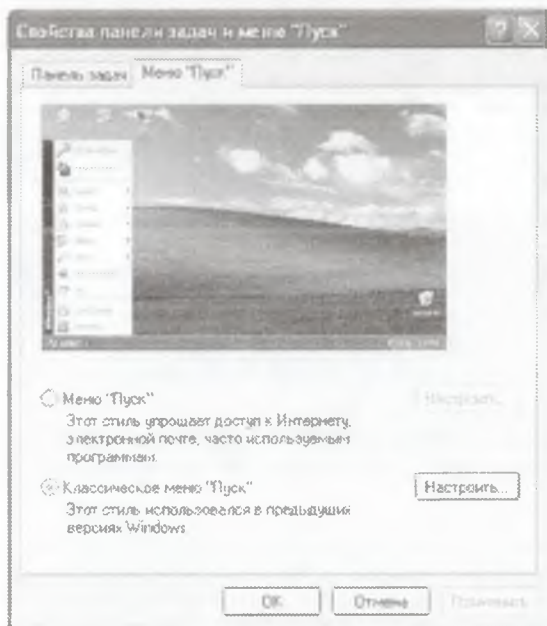 Свойства панели задач и меню "Пуск"
Панель задач Меню "Пуск"
Меню "Пуск"
Настроить...
Этот стиль упрощает доступ к Интернету,
электронной почте, часто используемым
программам.
Классическое меню "Пуск"
Настроить...
Этот стиль использовался в предыдущих
версиях Windows
OK Отмена Применить